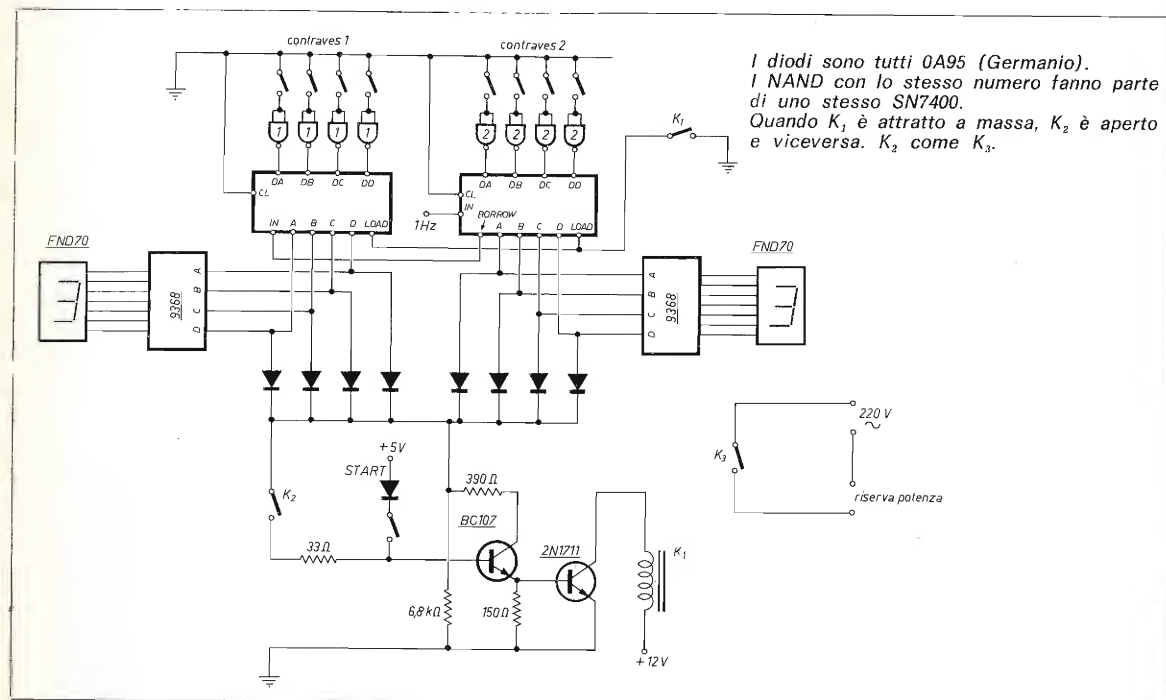 contraves 1
contraves 2
I diodi sono tutti 0A95 (Germanio).
I NAND con lo stesso numero fanno parte
di uno stesso SN7400.
Quando K₁ è attratto a massa, K₂ è aperto
e viceversa. K₂ come K₃.
1 1 1 1
2 2 2 2
K₁
DA DB DC DD
CL
IN A B C D LOAD
DA DB DC DD
CL
IN
BORROW
A B C D LOAD
1Hz
FND70
9368
A
B
C
D
FND70
9368
A
B
C
D
+5V
START
K₂
390Ω
BC107
33Ω
2N1711
K₁
6,8kΩ
150Ω
+12V
K₃
220 V
~
riserva potenza